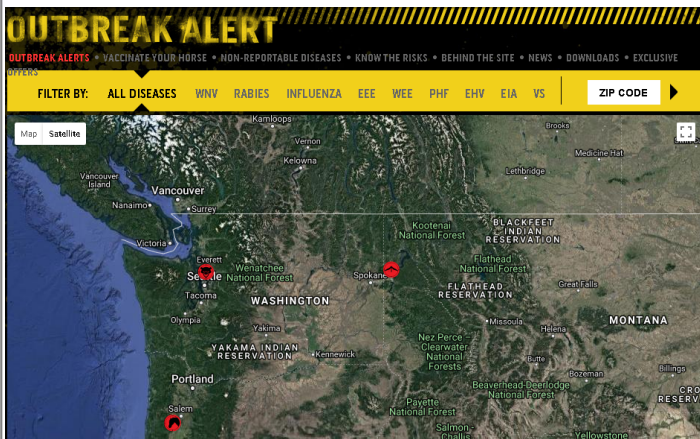 OUTBREAK ALERT
OUTBREAK ALERTS • VACCINATE YOUR HORSE • NON-REPORTABLE DISEASES • KNOW THE RISKS • BEHIND THE SITE • NEWS • DOWNLOADS • EXCLUSIVE
OFFERS
FILTER BY: ALL DISEASES WNV RABIES INFLUENZA EEE WEE PHF EHV EIA VS ZIP CODE
Map Satellite
Kamloops
Brooks
Vernon
Medicine Hat
Kelowna
Lethbridge
Vancouver
Island
Vancouver
Nanaimo
Surrey
Kootenai
National Forest
BLACKFEET
INDIAN
RESERVATION
Victoria
Everett
Seattle
Wenatchee
National Forest
Spokane
Flathead
National Forest
Great Falls
FLATHEAD
RESERVATION
Tacoma
WASHINGTON
Olympia
Yakima
Missoula
MONTANA
Helena
Nez Perce -
Clearwater
National
Forests
YAKAMA INDIAN
RESERVATION
Kennewick
Butte
Portland
Bozeman
Billings
Beaverhead-Deerlodge
National Forest
CRO
RESERV
Salem
Payette
National Forest
Salmon-
Challis
Yellowstone